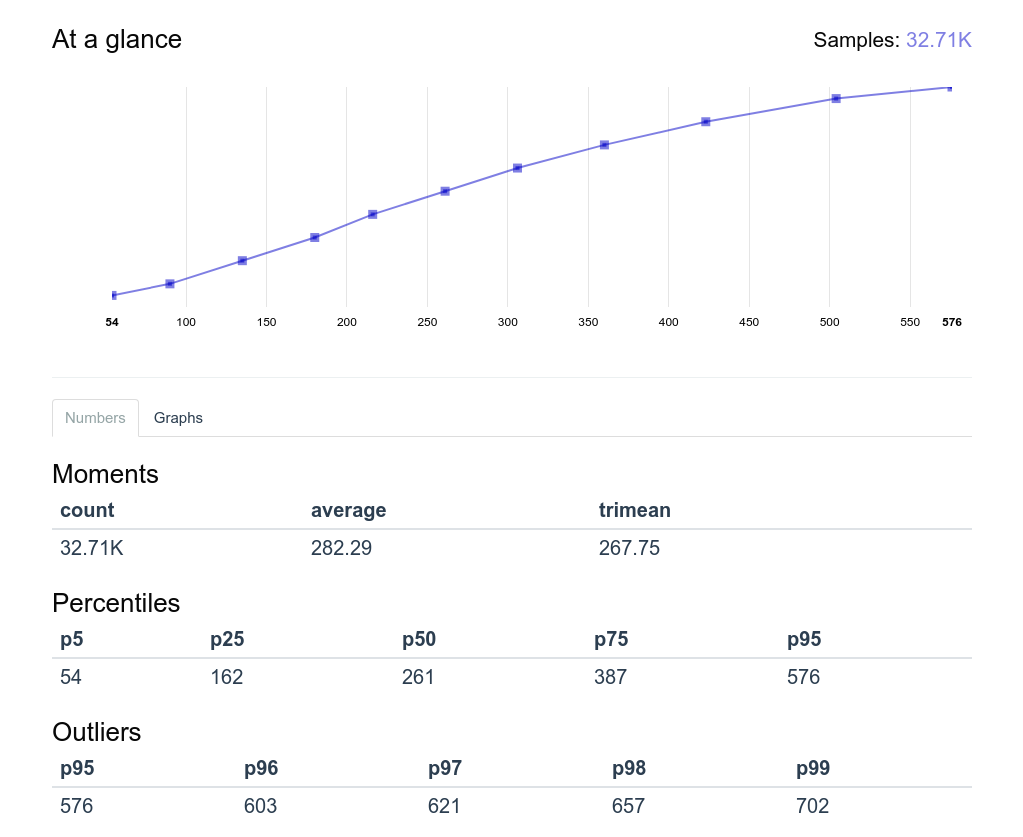 At a glance
Samples: 32.71K
54 100 150 200 250 300 350 400 450 500 550 576
Numbers Graphs
Moments
count average trimean
32.71K 282.29 267.75
Percentiles
p5 p25 p50 p75 p95
54 162 261 387 576
Outliers
p95 p96 p97 p98 p99
576 603 621 657 702